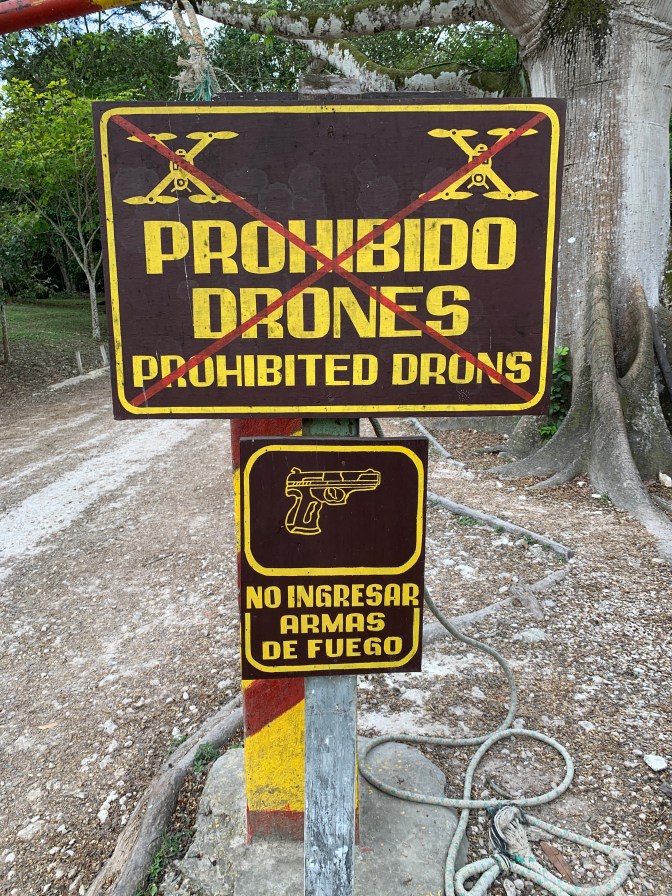 PROHIBIDO
DRONES
PROHIBITED DRONS
NO INGRESAR
ARMAS
DE FUEGO